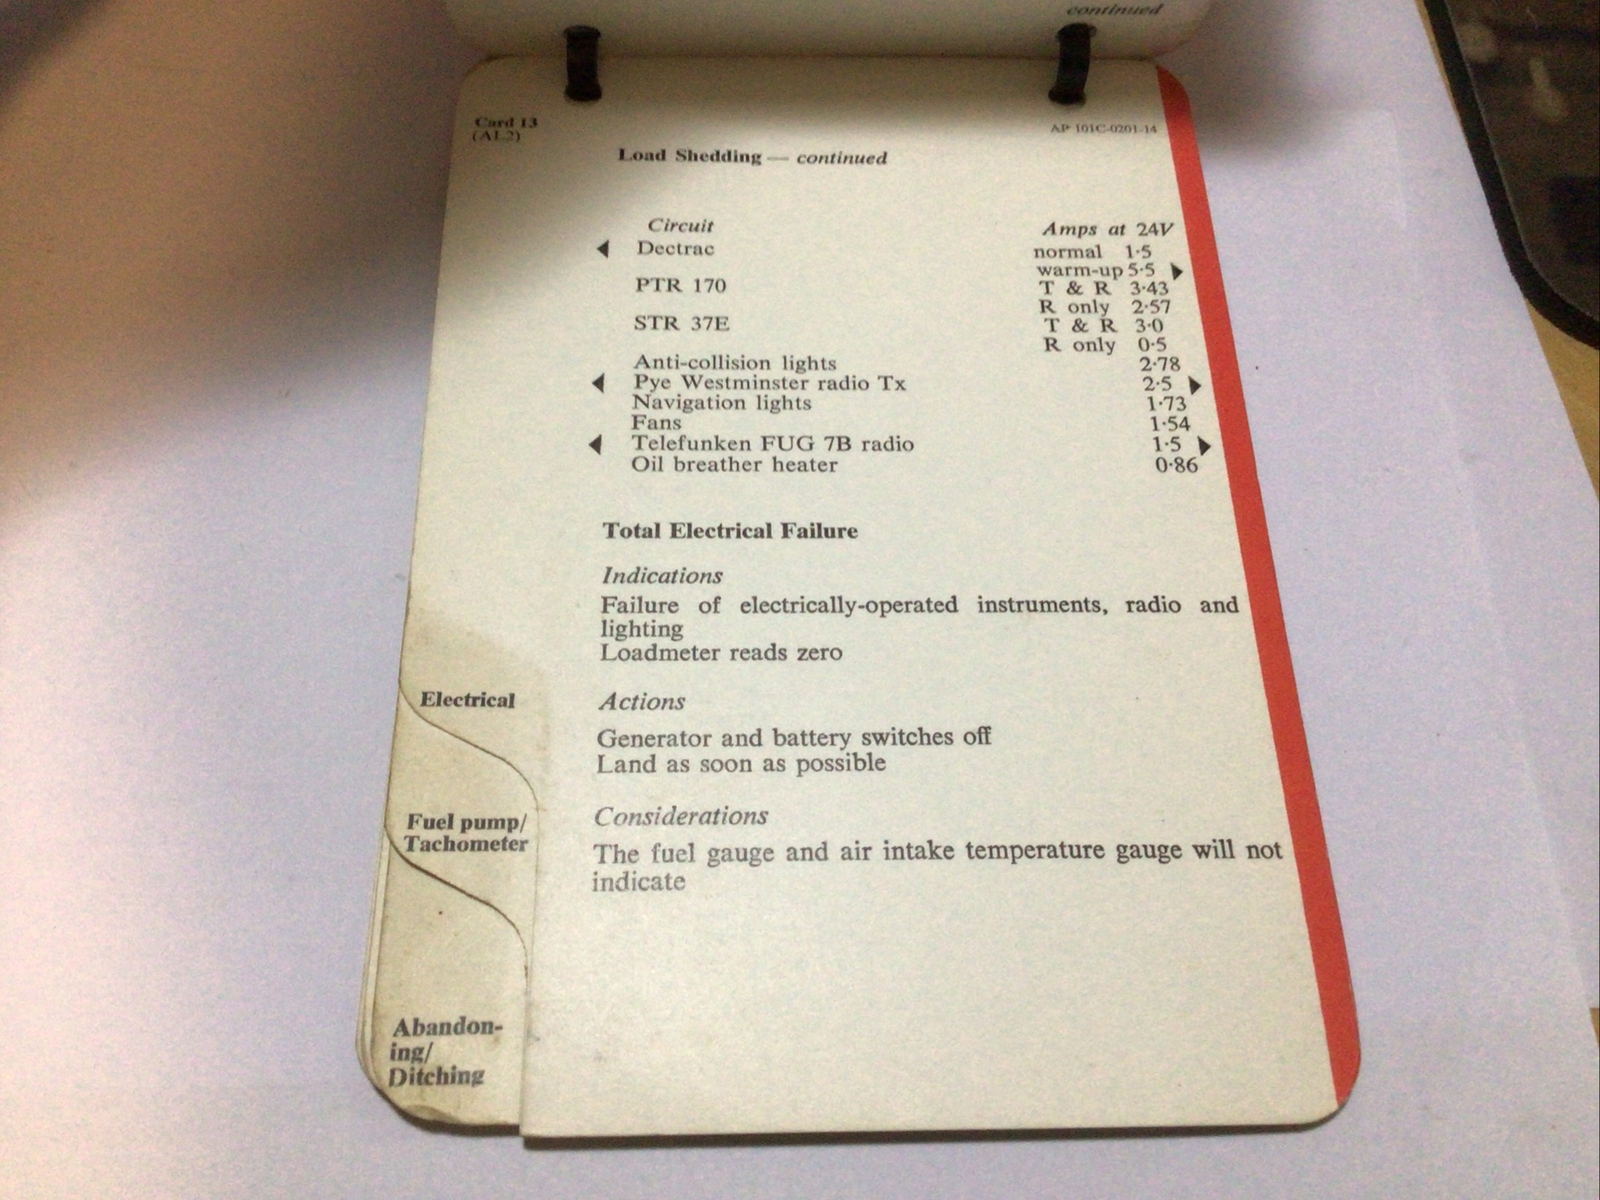 continued
Card 13
(AL2)
AP 101C-0201-14
Load Shedding — continued
Circuit Amps at 24V
◀ Dectrac normal 1·5
warm-up 5·5 ▶
PTR 170 T & R 3·43
R only 2·57
STR 37E T & R 3·0
R only 0·5
Anti-collision lights 2·78
◀ Pye Westminster radio Tx 2·5 ▶
Navigation lights 1·73
Fans 1·54
◀ Telefunken FUG 7B radio 1·5 ▶
Oil breather heater 0·86
Total Electrical Failure
Indications
Failure of electrically-operated instruments, radio and
lighting
Loadmeter reads zero
Actions
Generator and battery switches off
Land as soon as possible
Considerations
The fuel gauge and air intake temperature gauge will not
indicate
Electrical
Fuel pump/
Tachometer
Abandon-
ing/
Ditching